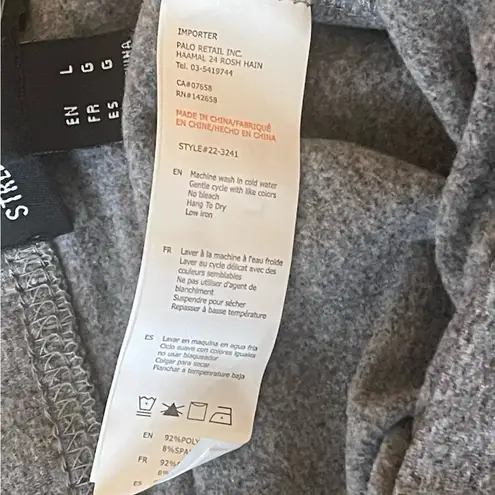 IMPORTER
PALO RETAIL INC.
HAAMAL 24 ROSH HAIN
Tel. 03-5419744
CA#07658
RN#142658
MADE IN CHINA/FABRIQUÉ
EN CHINE/HECHO EN CHINA
STYLE#22-3241
EN Machine wash in cold water
Gentle cycle with like colors
No bleach
Hang To Dry
Low iron
FR Laver à la machine à l'eau froide
Laver au cycle délicat avec des
couleurs semblables
Ne pas utiliser d'agent de
blanchiment
Suspendre pour sécher
Repasser à basse température
ES Lavar en maquina en agua fria
Ciclo suave con colores iguales
no usar blanqueador
Colgar para secar
Planchar a temperature baja
EN 92%POLY
8%SPA
FR 92%
8%
EN L
FR G
ES G
STRE